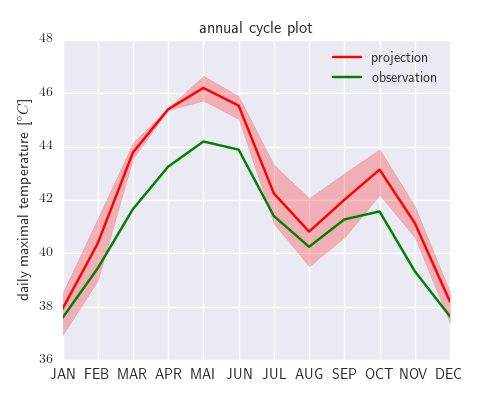 annual cycle plot
projection
observation
daily maximal temperature [°C]
48
46
44
42
40
38
36
JAN FEB MAR APR MAI JUN JUL AUG SEP OCT NOV DEC